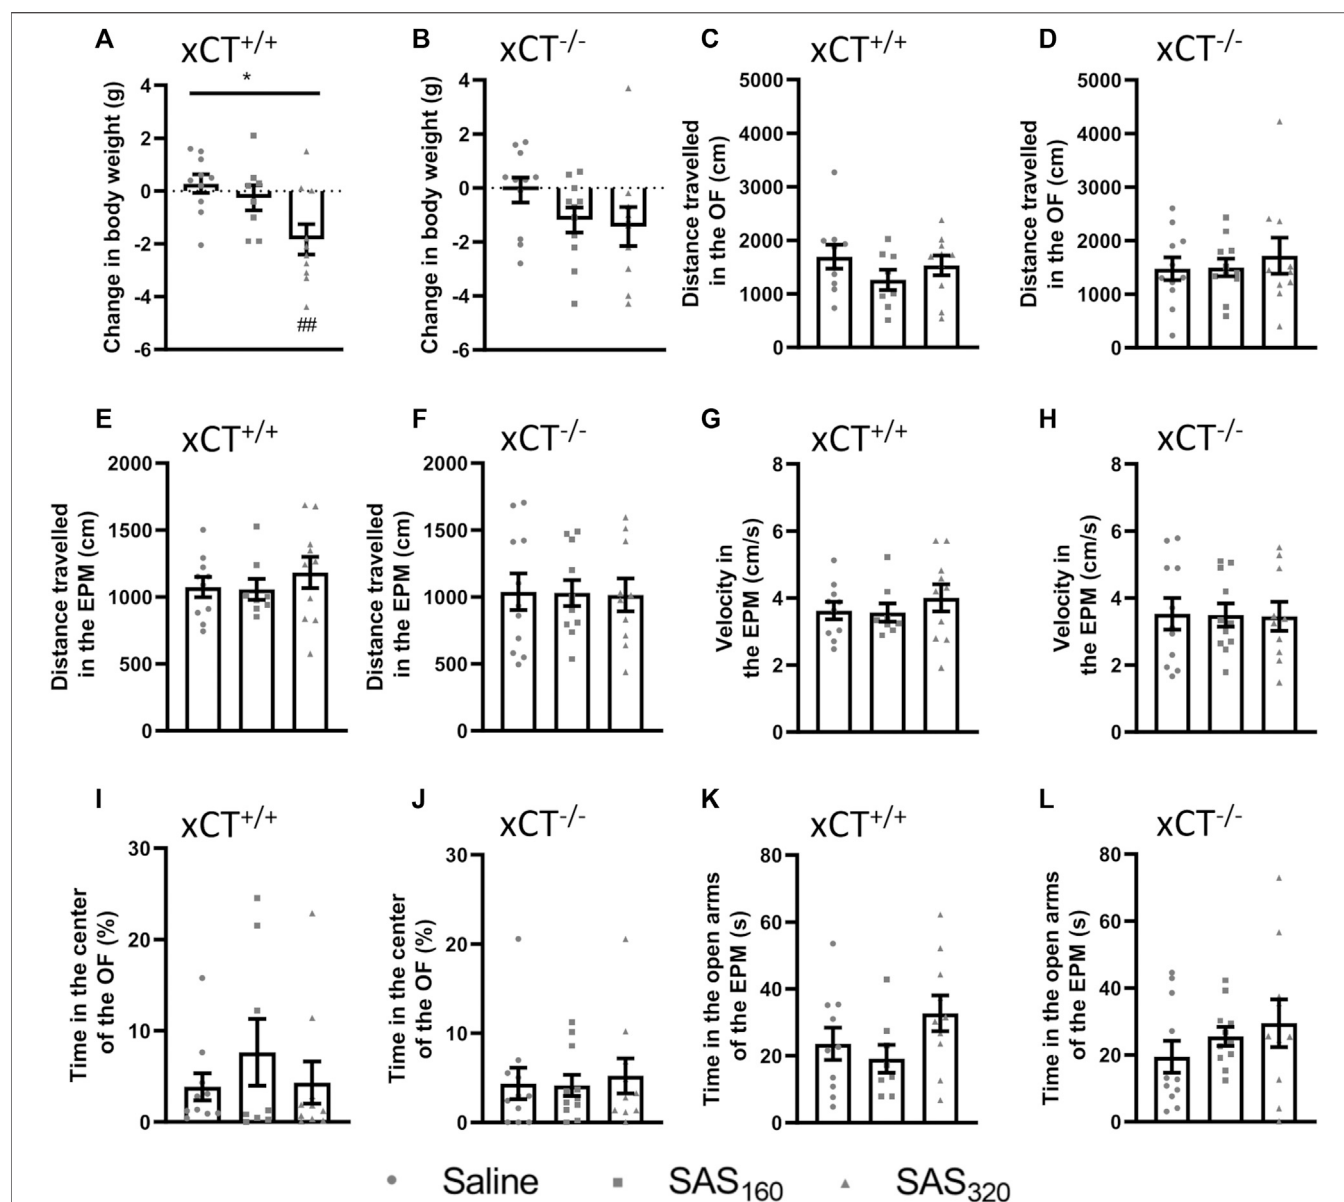 A
xCT+/+
Change in body weight (g)
4
2
0
-2
-4
-6
*
##
B
xCT-/-
Change in body weight (g)
4
2
0
-2
-4
-6
C
xCT+/+
Distance travelled
in the OF (cm)
5000
4000
3000
2000
1000
0
D
xCT-/-
Distance travelled
in the OF (cm)
5000
4000
3000
2000
1000
0
E
xCT+/+
Distance travelled
in the EPM (cm)
2000
1500
1000
500
0
F
xCT-/-
Distance travelled
in the EPM (cm)
2000
1500
1000
500
0
G
xCT+/+
Velocity in
the EPM (cm/s)
8
6
4
2
0
H
xCT-/-
Velocity in
the EPM (cm/s)
8
6
4
2
0
I
xCT+/+
Time in the center
of the OF (%)
30
20
10
0
J
xCT-/-
Time in the center
of the OF (%)
30
20
10
0
K
xCT+/+
Time in the open arms
of the EPM (s)
80
60
40
20
0
L
xCT-/-
Time in the open arms
of the EPM (s)
80
60
40
20
0
Saline
SAS160
SAS320